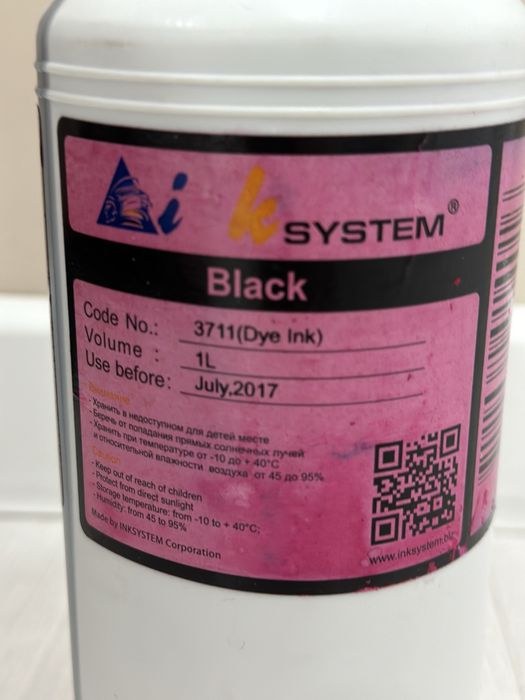 i k SYSTEM®
Black
Code No.: 3711(Dye Ink)
Volume : 1L
Use before: July,2017
Внимание
- Хранить в недоступном для детей месте
- Беречь от попадания прямых солнечных лучей
- Хранить при температуре от -10 до + 40°C
и относительной влажности воздуха от 45 до 95%
Caution
- Keep out of reach of children
- Protect from direct sunlight
- Storage temperature: from -10 to + 40°C;
- Humidity: from 45 to 95%
Made by INKSYSTEM Corporation
www.inksystem.biz